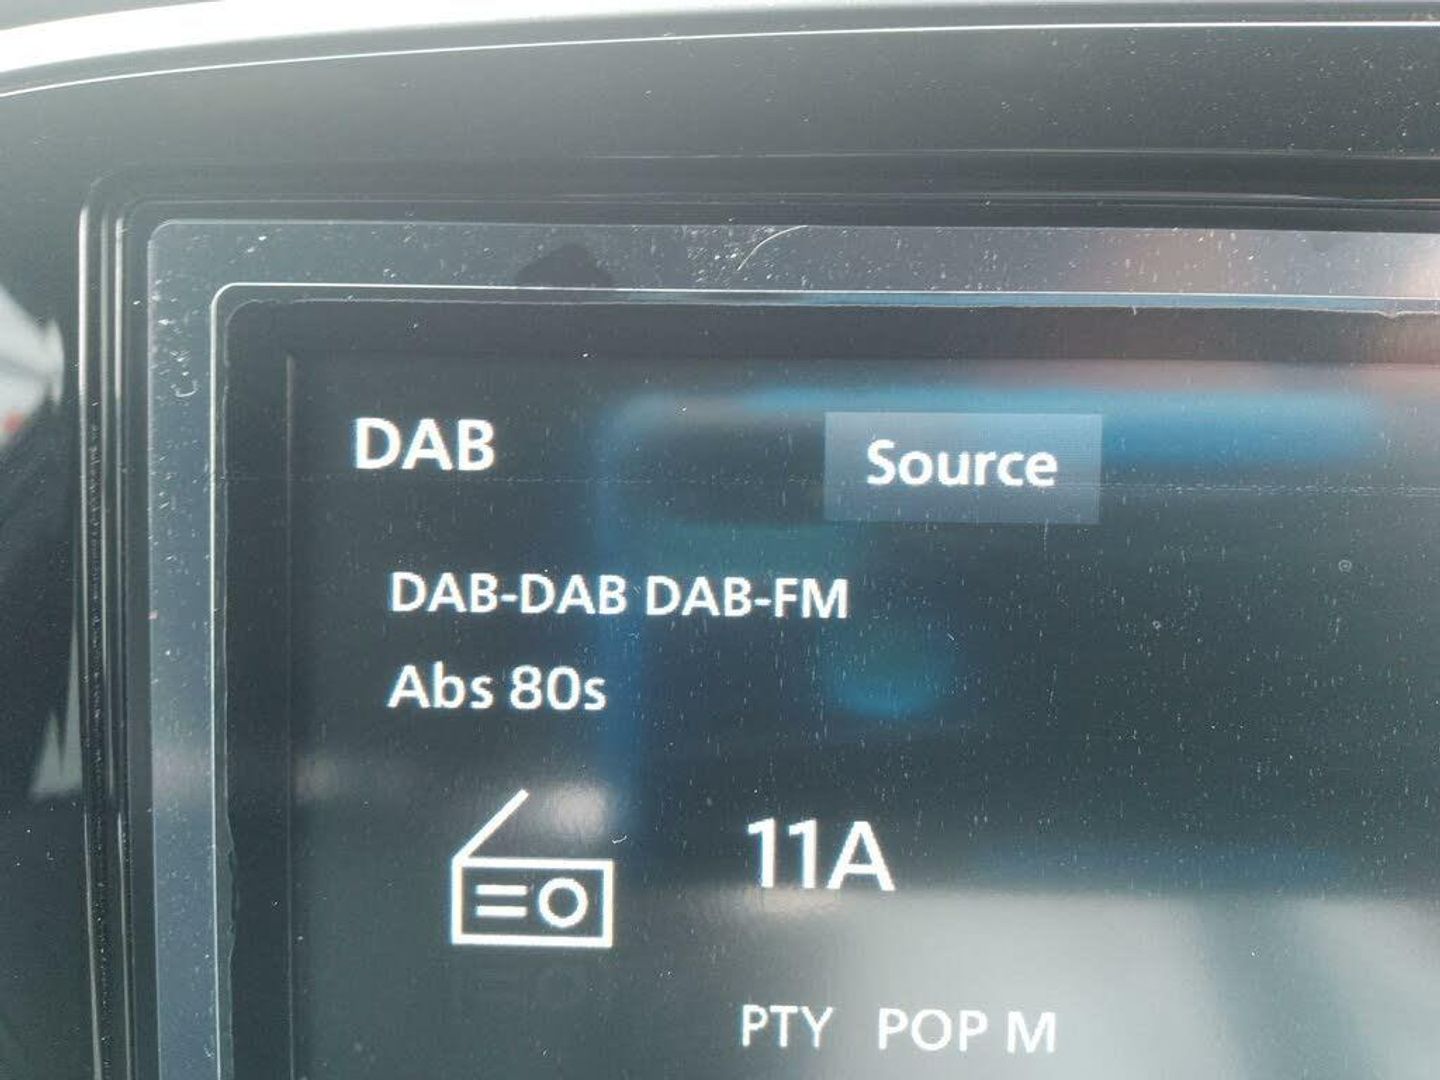 DAB
Source
DAB-DAB DAB-FM
Abs 80s
11A
PTY POP M